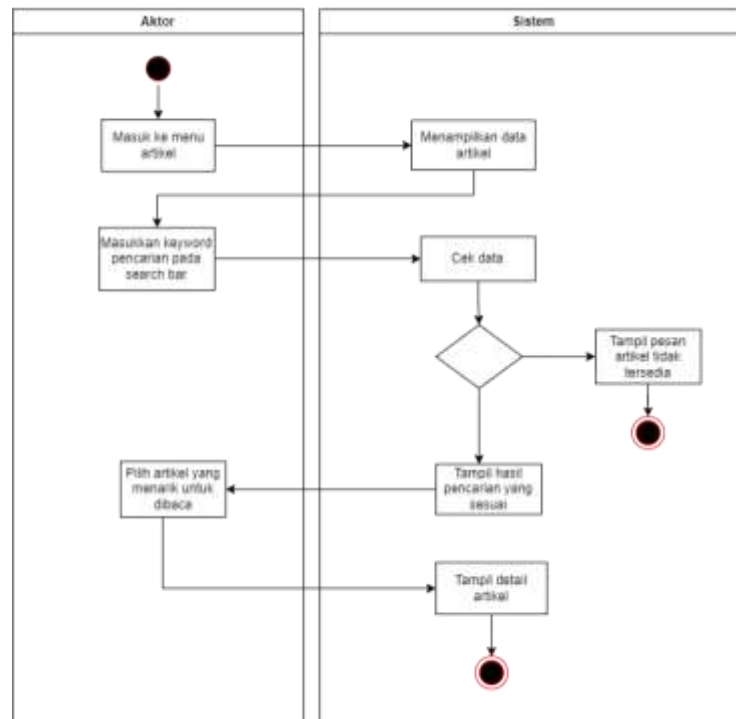 Aktor
Sistem
Masuk ke menu
artikel
Menampilkan data
artikel
Masukkan keyword
pencarian pada
search bar
Cek data
Tampil pesan
artikel tidak
tersedia
Pilih artikel yang
menarik untuk
dibaca
Tampil hasil
pencarian yang
sesuai
Tampil detail
artikel